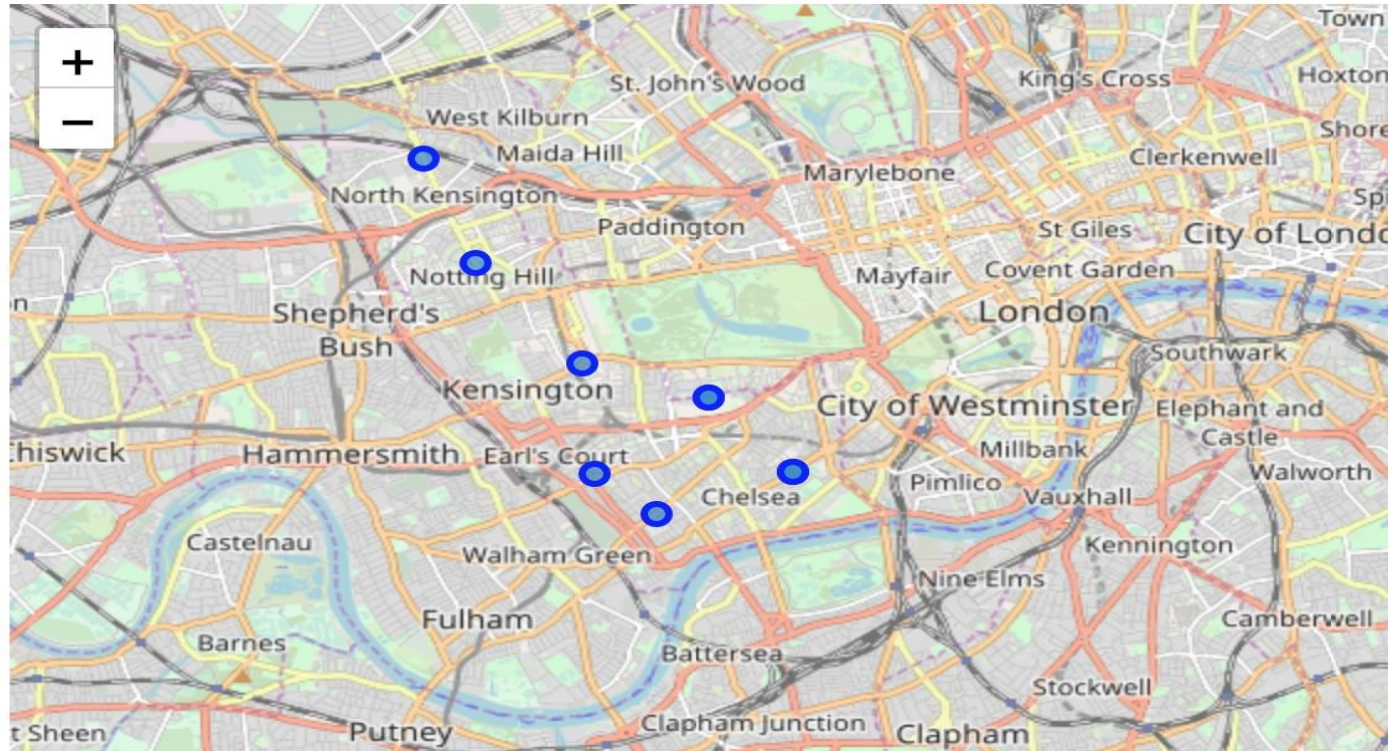 Town
+
St. John's Wood
King's Cross
Hoxton
West Kilburn
Shore
−
Maida Hill
Clerkenwell
Marylebone
North Kensington
Paddington
St Giles
City of Londo
Notting Hill
Mayfair
Covent Garden
Shepherd's
Bush
London
Southwark
Kensington
City of Westminster
Elephant and
Castle
Hammersmith
Earl's Court
Millbank
Walworth
Pimlico
Chelsea
Vauxhall
Castelnau
Walham Green
Kennington
Nine Elms
Fulham
Camberwell
Barnes
Battersea
Stockwell
t Sheen
Putney
Clapham Junction
Clapham